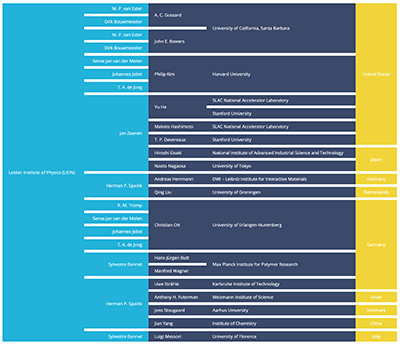 M. P. van Exter
Dirk Bouwmeester
A. C. Gossard
University of California, Santa Barbara
M. P. van Exter
Dirk Bouwmeester
John E. Bowers
Sense Jan van der Molen
Johannes Jobst
T. A. de Jong
Philip Kim
Harvard University
United States
Jan Zaanen
Yu He
SLAC National Accelerator Laboratory
Stanford University
Makoto Hashimoto
SLAC National Accelerator Laboratory
T. P. Devereaux
Stanford University
Hiroshi Eisaki
National Institute of Advanced Industrial Science and Technology
Naoto Nagaosa
University of Tokyo
Japan
Leiden Institute of Physics (LION)
Herman P. Spaink
Andreas Herrmann
DWI – Leibniz Institute for Interactive Materials
Germany
Qing Liu
University of Groningen
Netherlands
R. M. Tromp
Sense Jan van der Molen
Johannes Jobst
T. A. de Jong
Christian Ott
University of Erlangen-Nuremberg
Germany
Sylvestre Bonnet
Hans-Jürgen Butt
Manfred Wagner
Max Planck Institute for Polymer Research
Herman P. Spaink
Uwe Strähle
Karlsruhe Institute of Technology
Anthony H. Futerman
Weizmann Institute of Science
Israel
Jens Stougaard
Aarhus University
Denmark
Jian Yang
Institute of Chemistry
China
Sylvestre Bonnet
Luigi Messori
University of Florence
Italy